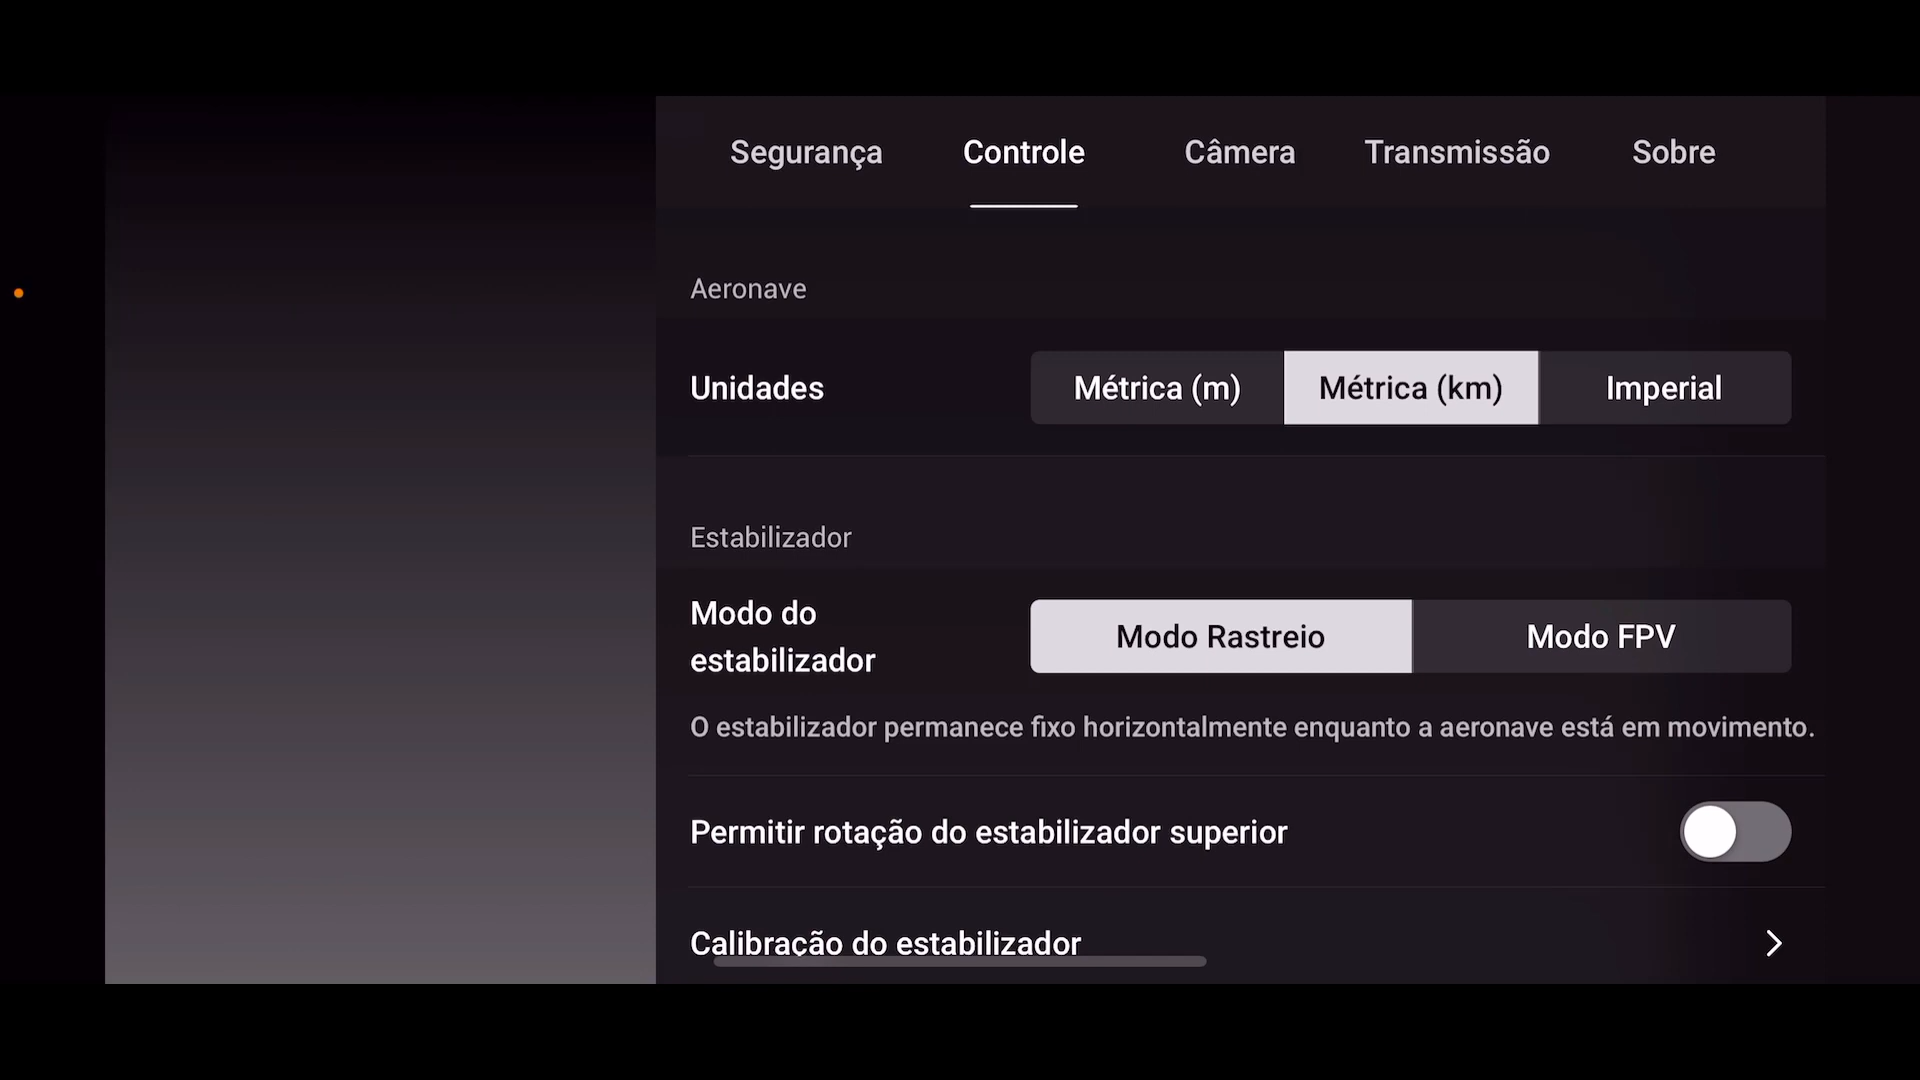 Segurança Controle Câmera Transmissão Sobre
Aeronave
Unidades Métrica (m) Métrica (km) Imperial
Estabilizador
Modo do
estabilizador
Modo Rastreio Modo FPV
O estabilizador permanece fixo horizontalmente enquanto a aeronave está em movimento.
Permitir rotação do estabilizador superior
Calibração do estabilizador